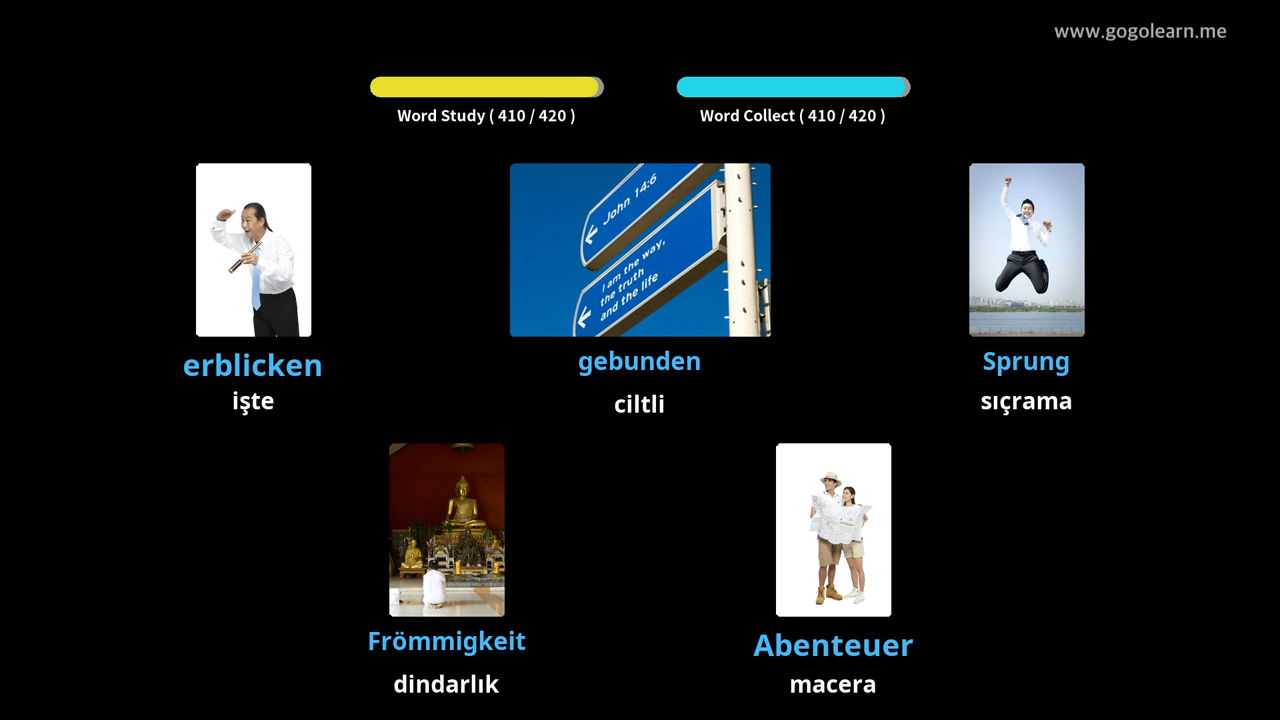 www.gogolearn.me
Word Study ( 410 / 420 )
Word Collect ( 410 / 420 )
John 14:6
I am the way,
the truth
and the life
erblicken
işte
gebunden
ciltli
Sprung
sıçrama
Frömmigkeit
dindarlık
Abenteuer
macera